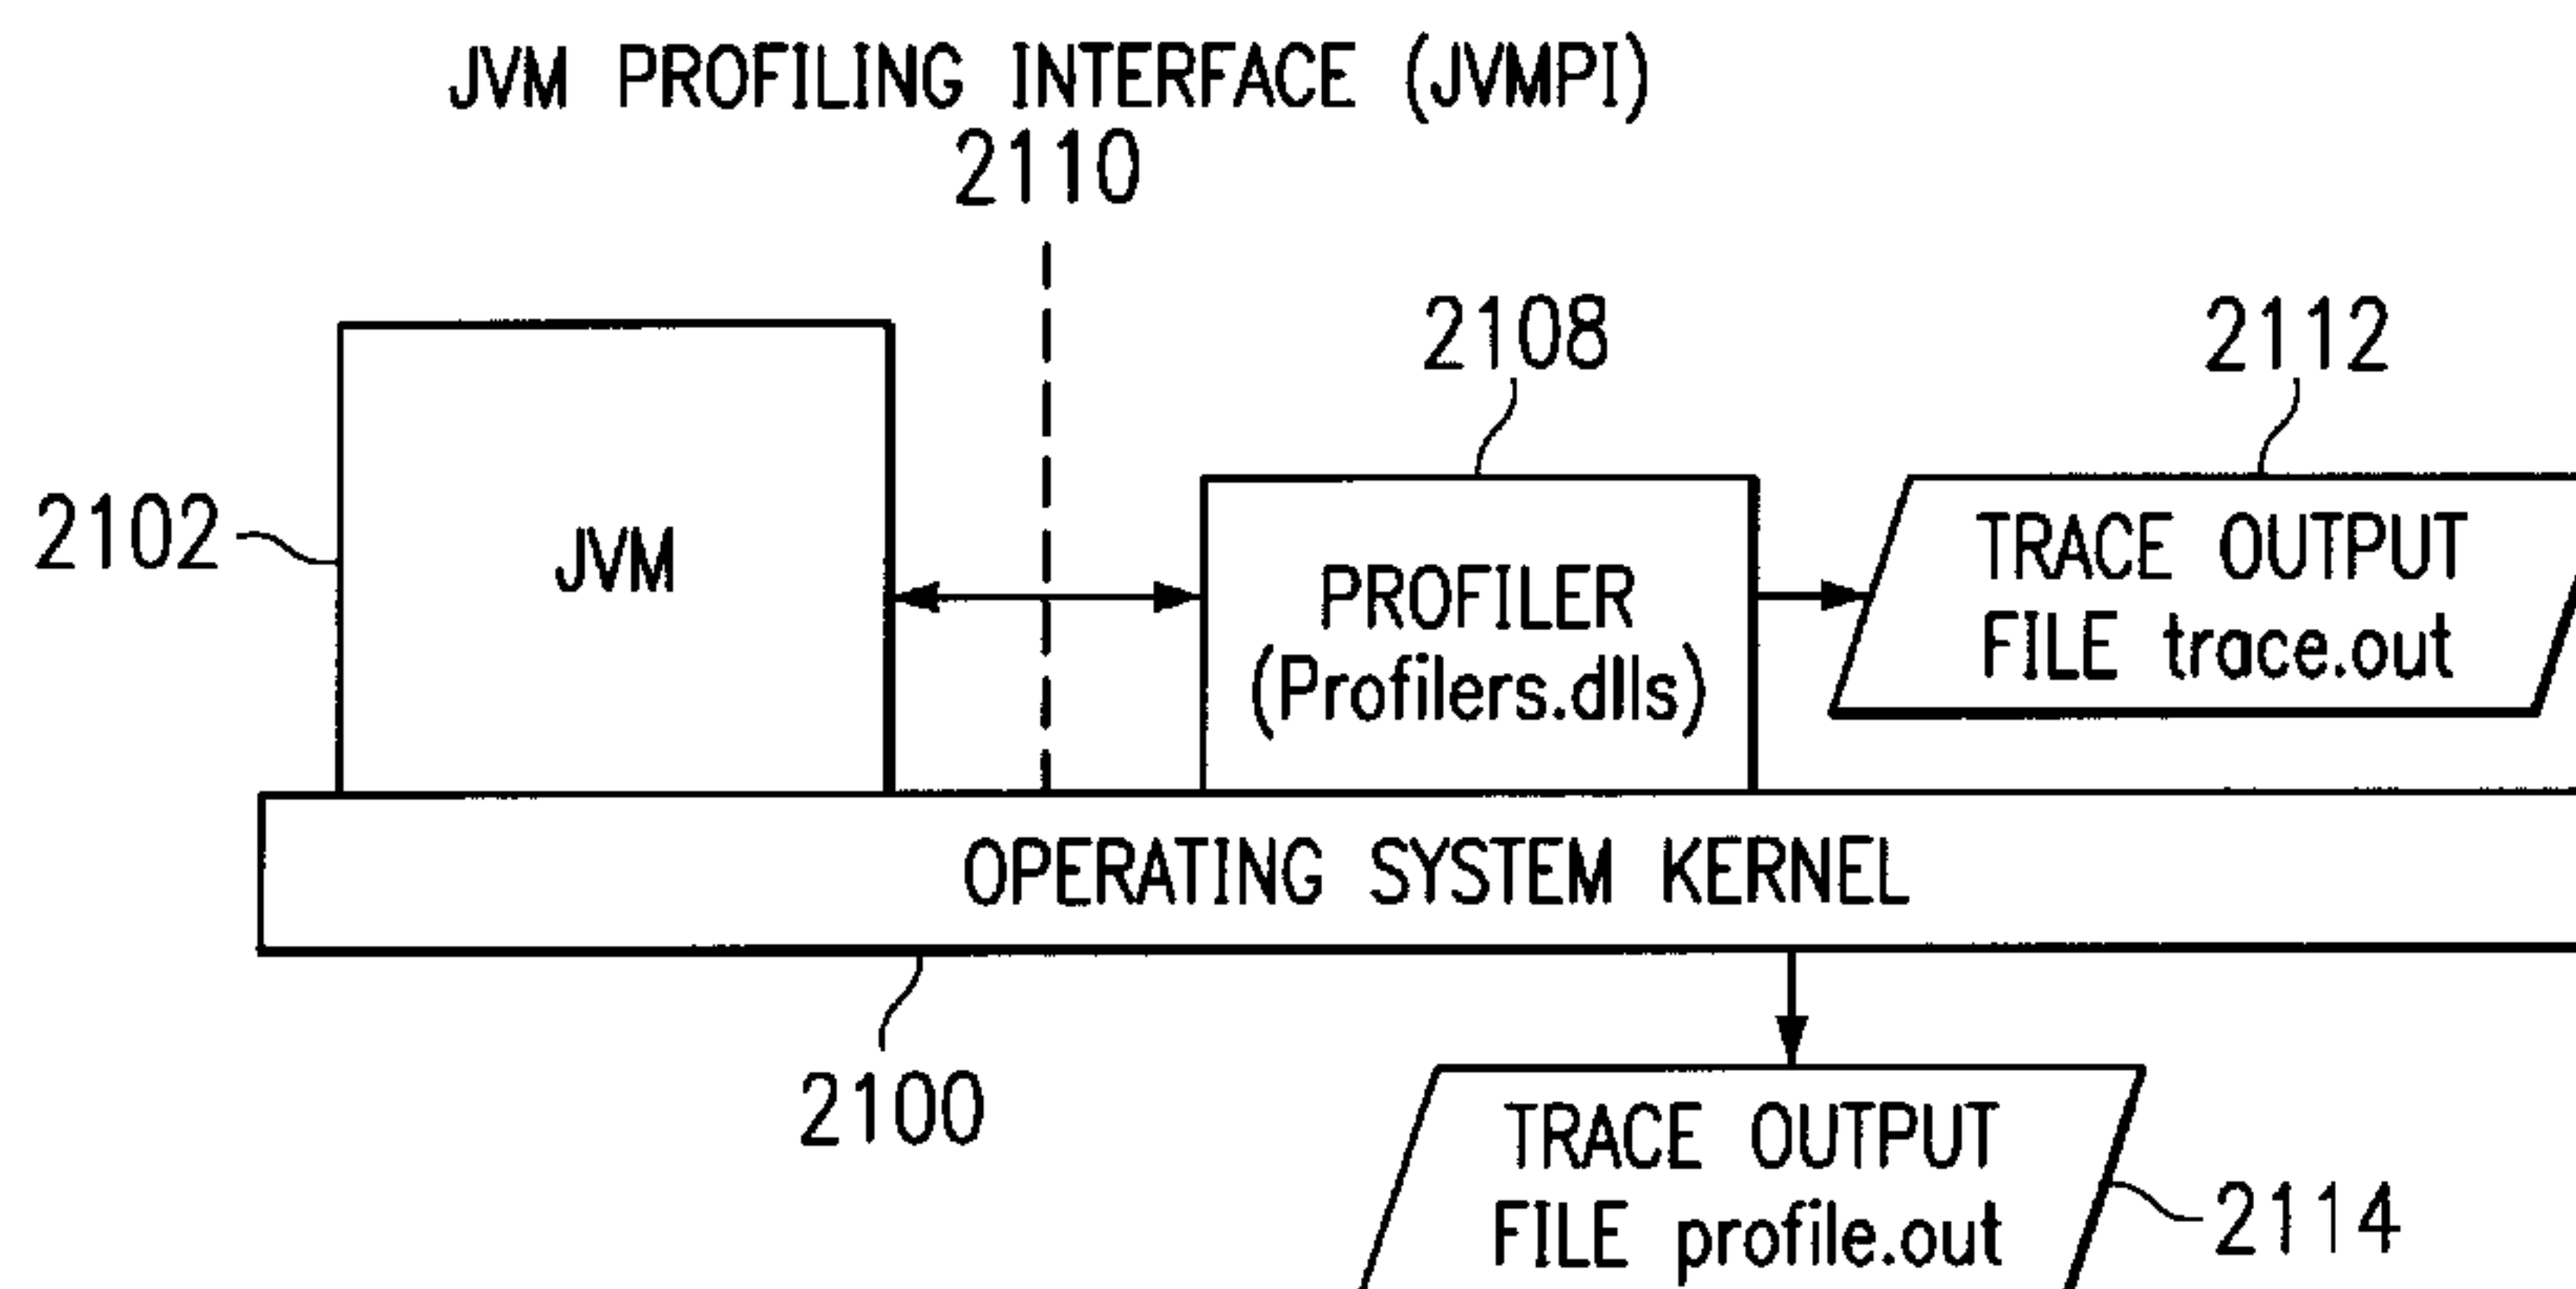 JVM PROFILING INTERFACE (JVMPI)
2110
2108
2112
2102
JVM
PROFILER
(Profilers.dlls)
TRACE OUTPUT
FILE trace.out
OPERATING SYSTEM KERNEL
2100
TRACE OUTPUT
FILE profile.out
2114